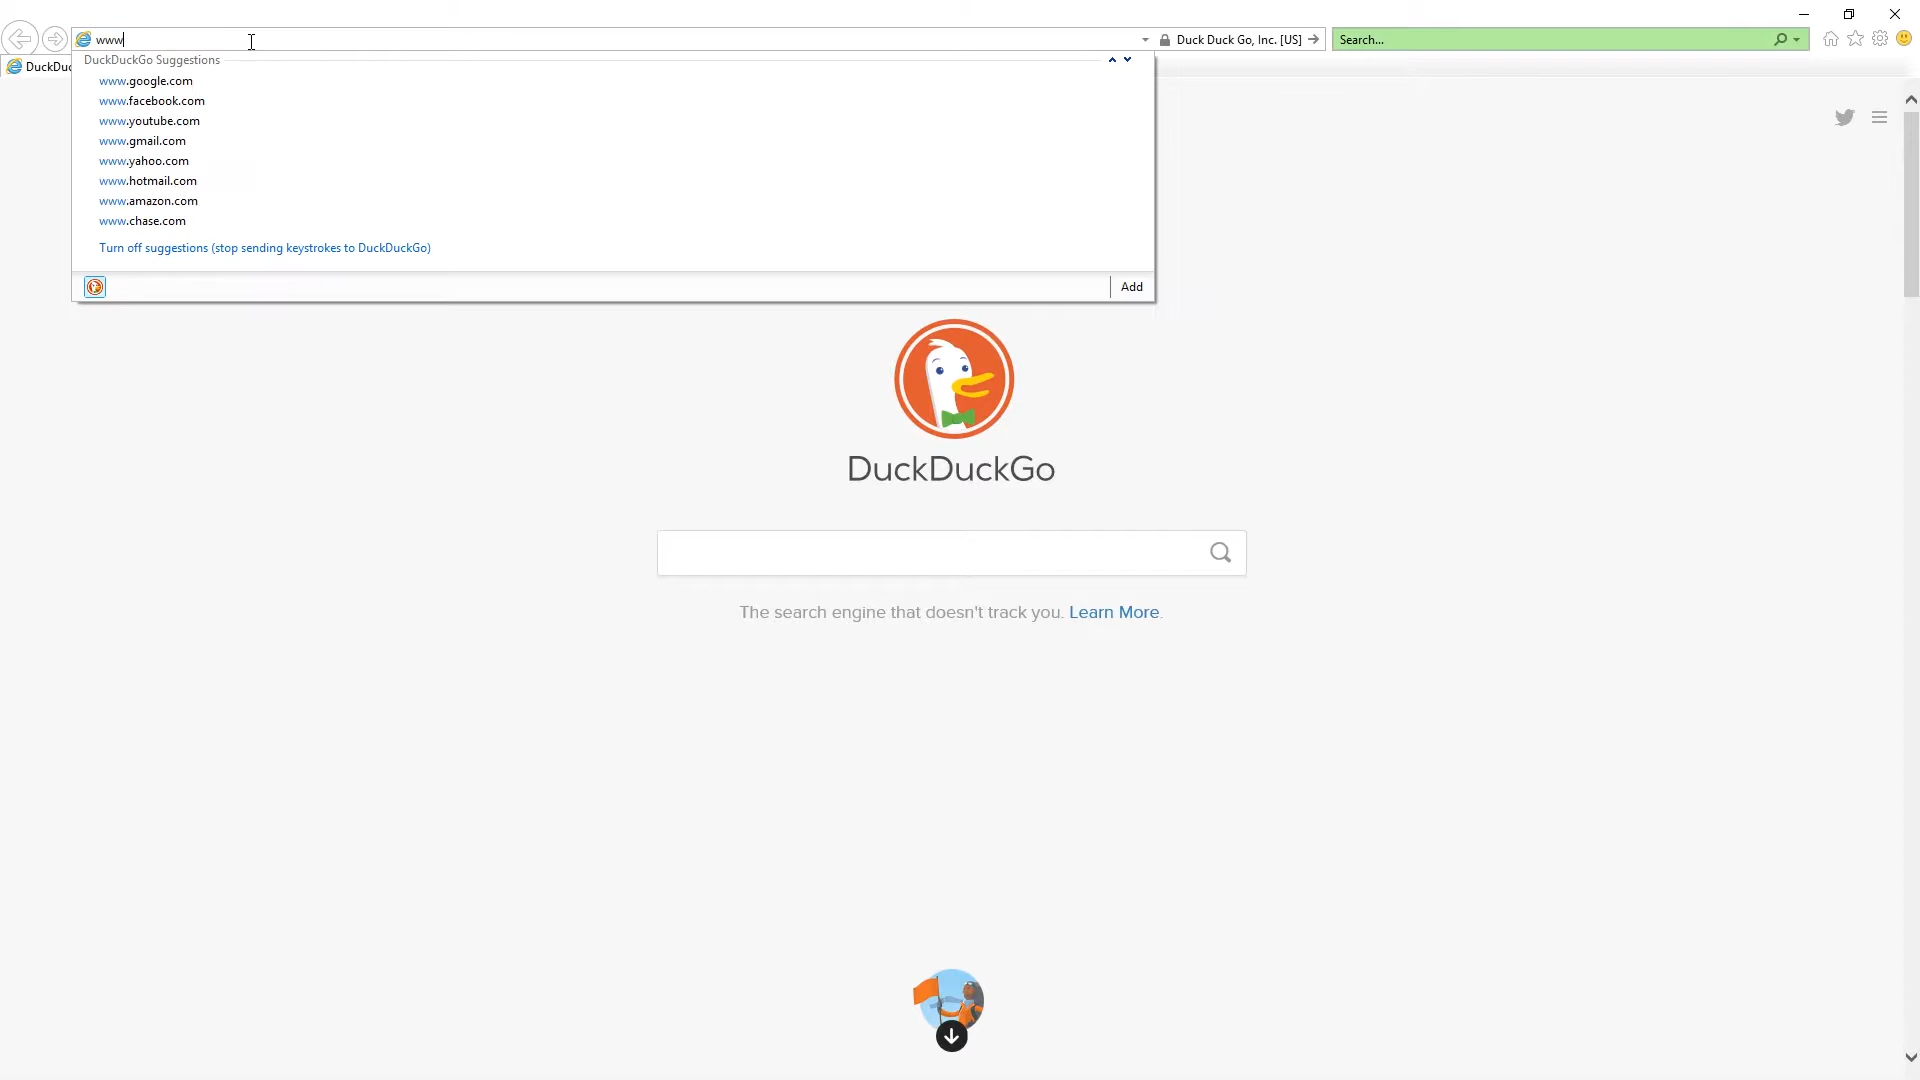 www
Duck Duck Go, Inc. [US]
Search...
DuckDuc
DuckDuckGo Suggestions
www.google.com
www.facebook.com
www.youtube.com
www.gmail.com
www.yahoo.com
www.hotmail.com
www.amazon.com
www.chase.com
Turn off suggestions (stop sending keystrokes to DuckDuckGo)
Add
DuckDuckGo
The search engine that doesn't track you. Learn More.